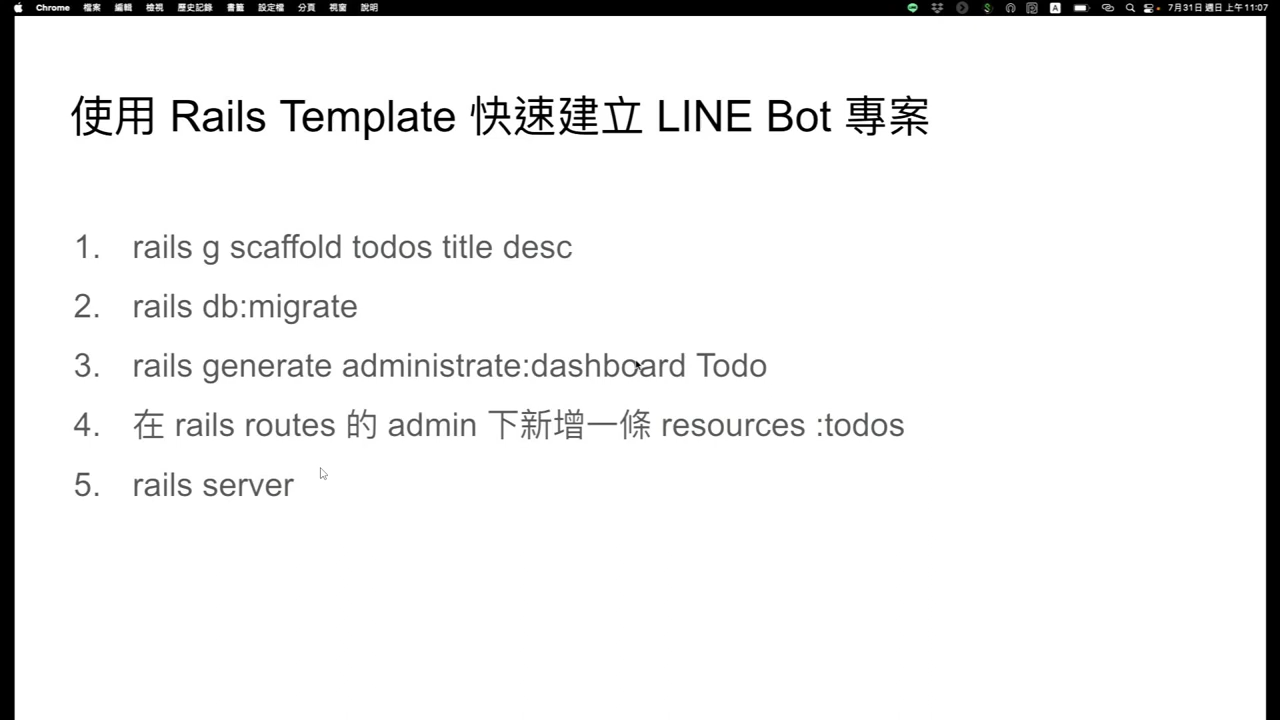 Chrome 檔案 編輯 檢視 歷史記錄 書籤 設定檔 分頁 視窗 說明 A 7月31日 週日 上午11:07
使用 Rails Template 快速建立 LINE Bot 專案
1. rails g scaffold todos title desc
2. rails db:migrate
3. rails generate administrate:dashboard Todo
4. 在 rails routes 的 admin 下新增一條 resources :todos
5. rails server